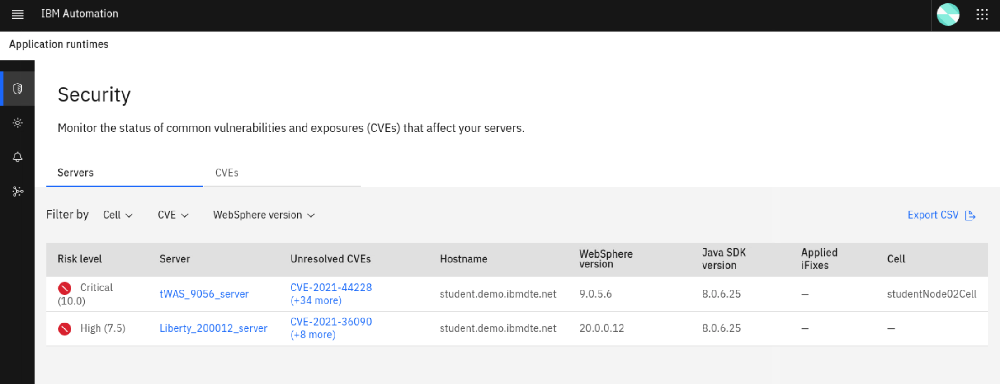 IBM Automation
Application runtimes
Security
Monitor the status of common vulnerabilities and exposures (CVEs) that affect your servers.
Servers CVEs
Filter by Cell CVE WebSphere version Export CSV
Risk level Server Unresolved CVEs Hostname WebSphere version Java SDK version Applied iFixes Cell
Critical (10.0) tWAS_9056_server CVE-2021-44228 (+34 more) student.demo.ibmdte.net 9.0.5.6 8.0.6.25 — studentNode02Cell
High (7.5) Liberty_200012_server CVE-2021-36090 (+8 more) student.demo.ibmdte.net 20.0.0.12 8.0.6.25 — —